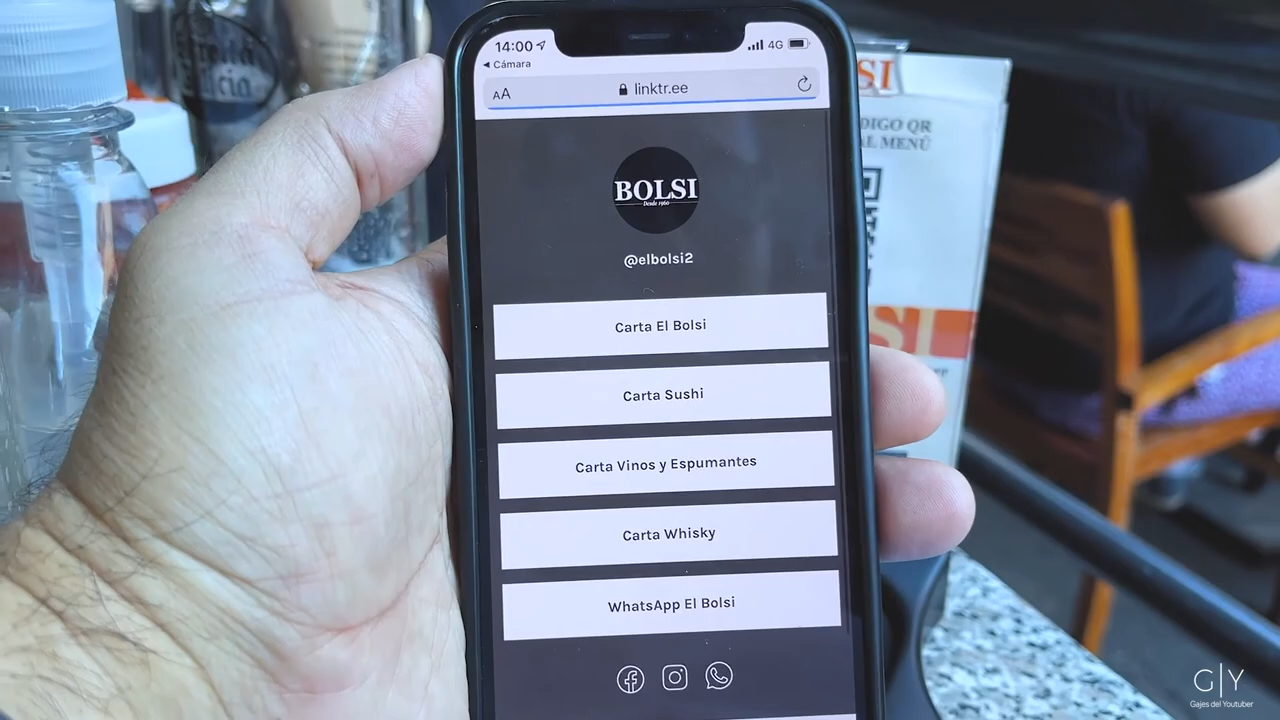 14:00
4G
Cámara
AA
linktr.ee
BOLSI
Desde 1960
@elbolsi2
Carta El Bolsi
Carta Sushi
Carta Vinos y Espumantes
Carta Whisky
WhatsApp El Bolsi
SI
DIGO QR
AL MENÚ
SI
G|Y
Gajes del Youtuber